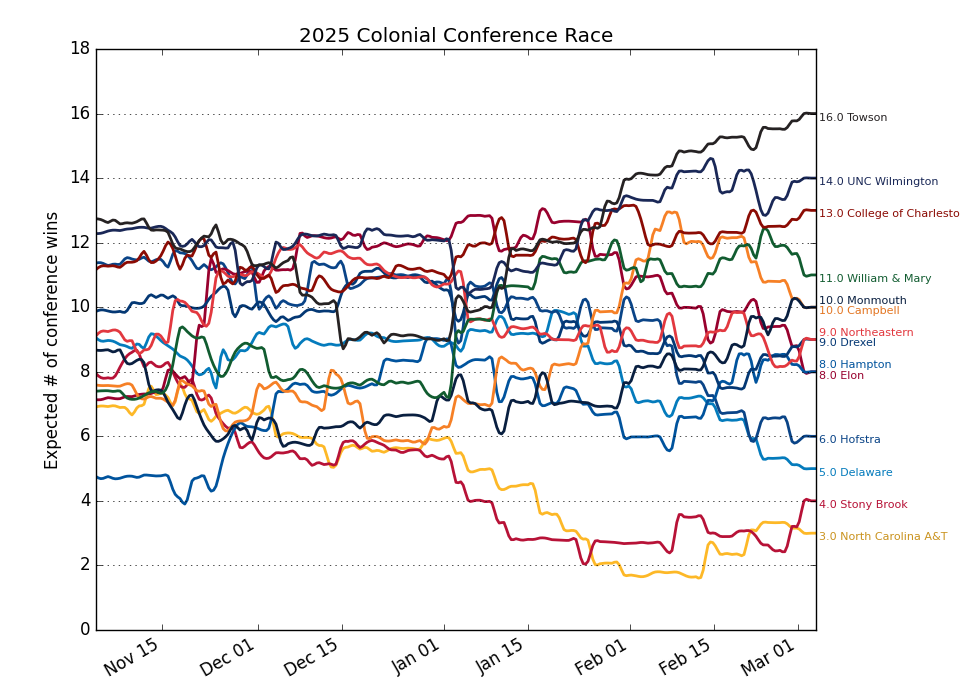 2025 Colonial Conference Race
Expected # of conference wins
18
16
14
12
10
8
6
4
2
0
16.0 Towson
14.0 UNC Wilmington
13.0 College of Charlesto
11.0 William & Mary
10.0 Monmouth
10.0 Campbell
9.0 Northeastern
9.0 Drexel
8.0 Hampton
8.0 Elon
6.0 Hofstra
5.0 Delaware
4.0 Stony Brook
3.0 North Carolina A&T
Nov 15
Dec 01
Dec 15
Jan 01
Jan 15
Feb 01
Feb 15
Mar 01